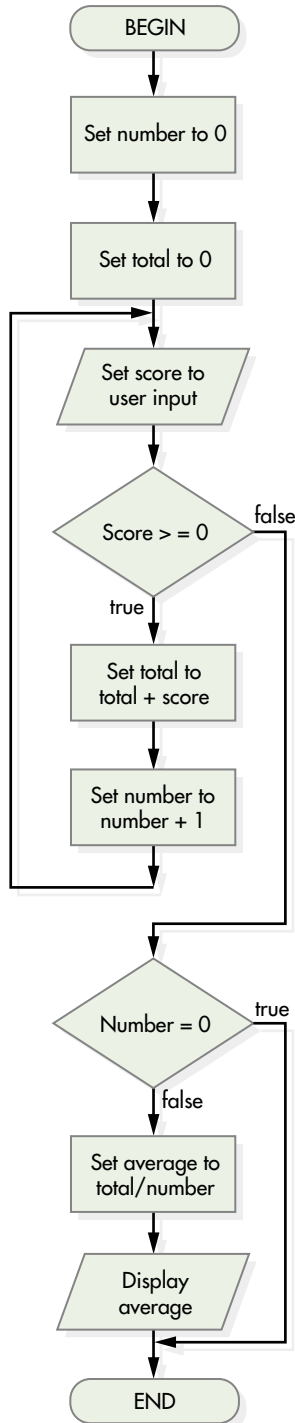 BEGIN
Set number to 0
Set total to 0
Set score to
user input
Score > = 0
false
true
Set total to
total + score
Set number to
number + 1
Number = 0
true
false
Set average to
total/number
Display
average
END